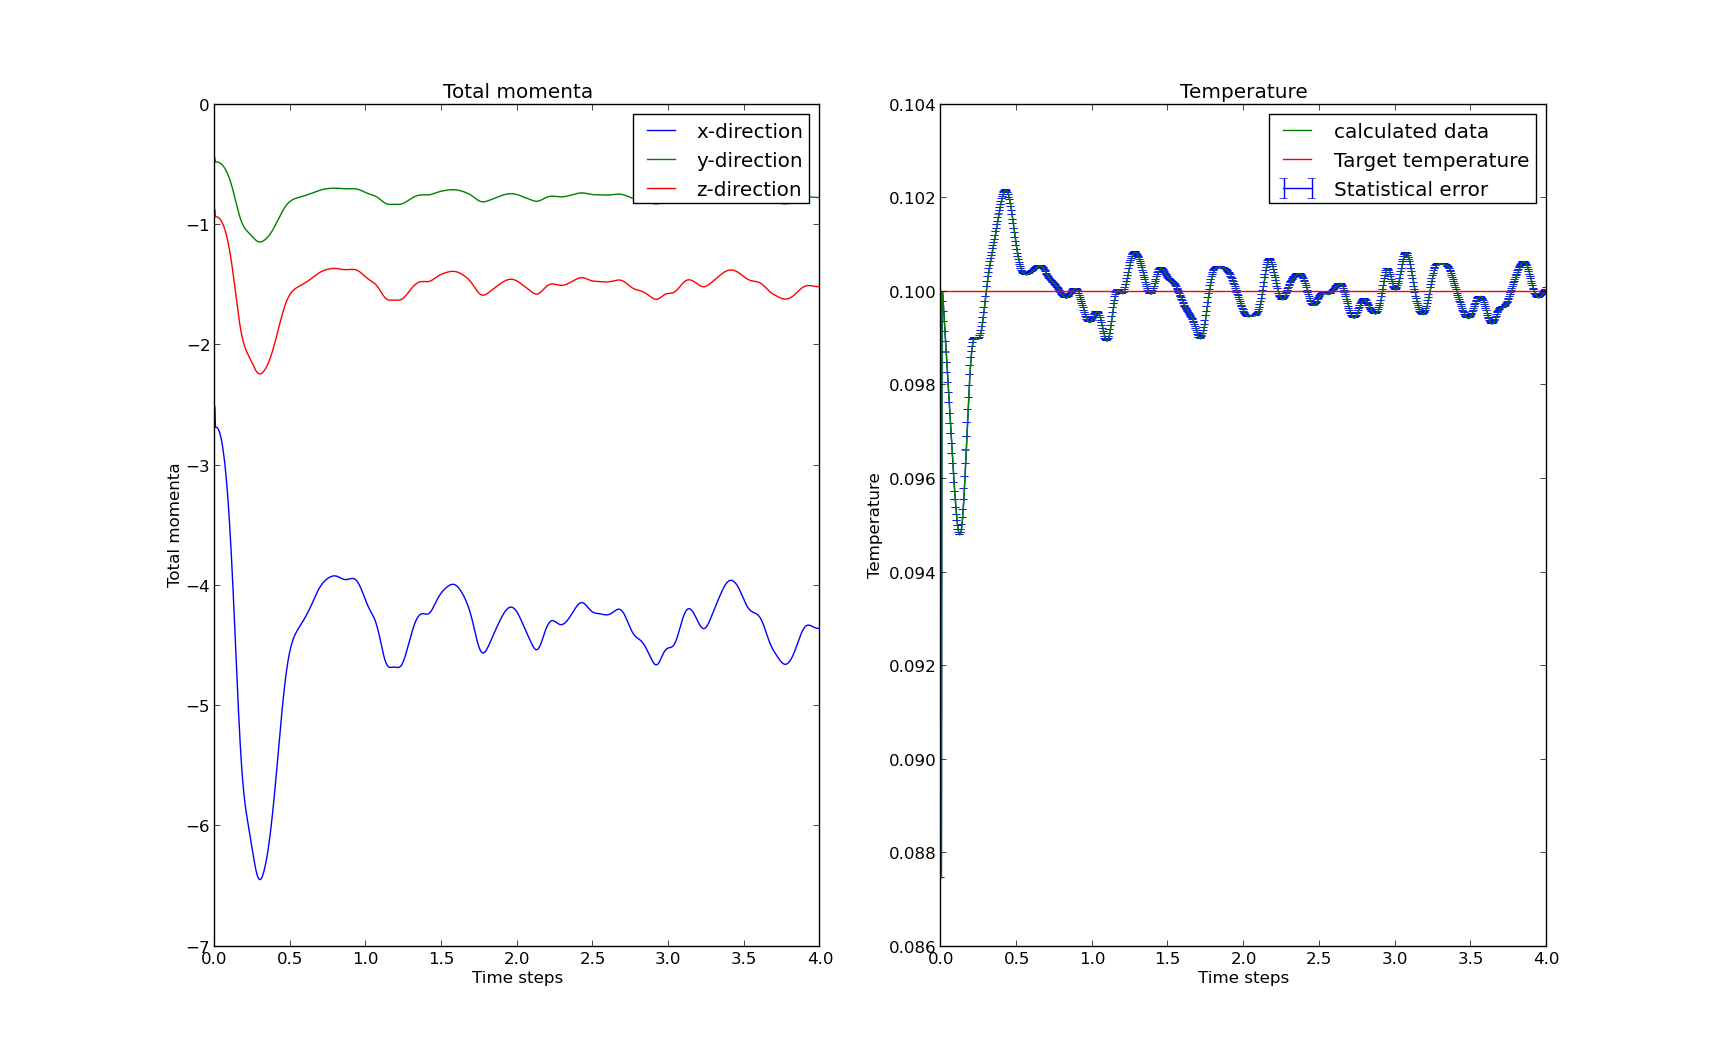 Total momenta
x-direction
y-direction
z-direction
0
−1
−2
−3
−4
−5
−6
−7
Total momenta
0.0 0.5 1.0 1.5 2.0 2.5 3.0 3.5 4.0
Time steps
Temperature
calculated data
Target temperature
Statistical error
0.104
0.102
0.100
0.098
0.096
0.094
0.092
0.090
0.088
0.086
Temperature
0.0 0.5 1.0 1.5 2.0 2.5 3.0 3.5 4.0
Time steps